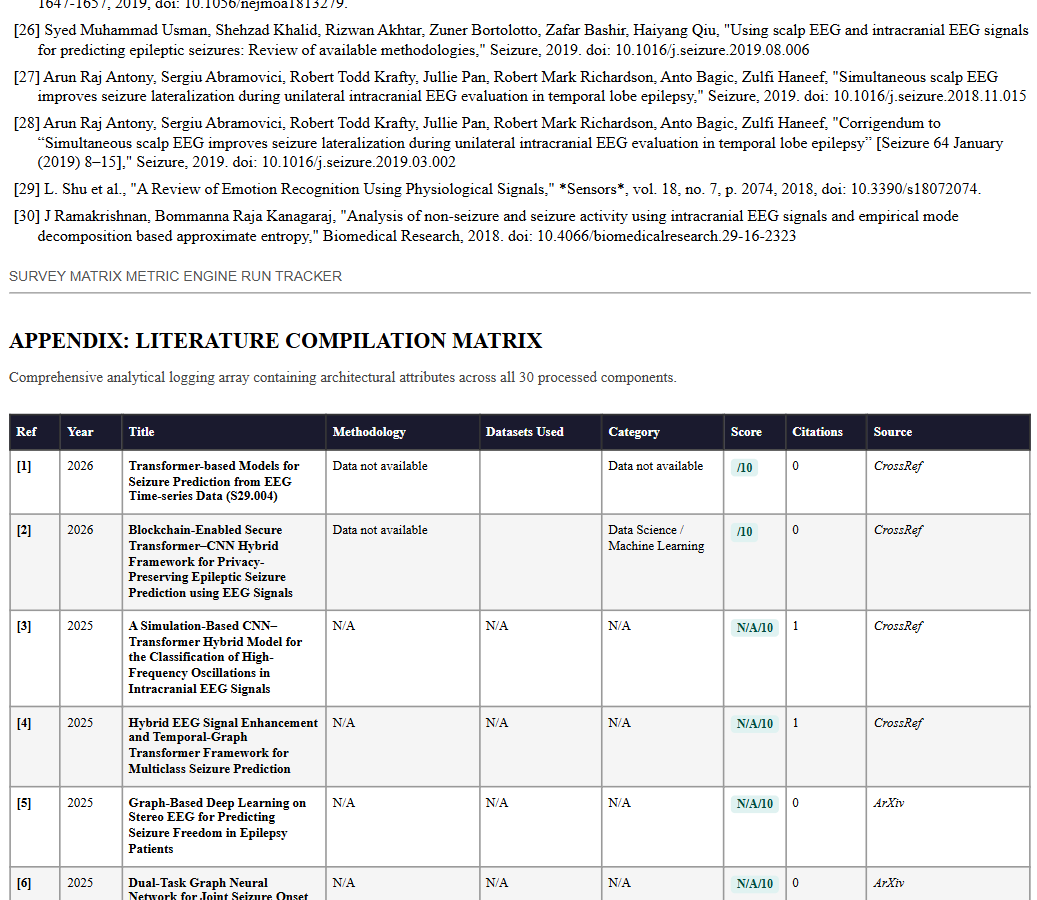 1647-1657, 2019, doi: 10.1056/nejmoa1813279.
[26] Syed Muhammad Usman, Shehzad Khalid, Rizwan Akhtar, Zuner Bortolotto, Zafar Bashir, Haiyang Qiu, "Using scalp EEG and intracranial EEG signals
for predicting epileptic seizures: Review of available methodologies," Seizure, 2019. doi: 10.1016/j.seizure.2019.08.006
[27] Arun Raj Antony, Sergiu Abramovici, Robert Todd Krafty, Jullie Pan, Robert Mark Richardson, Anto Bagic, Zulfi Haneef, "Simultaneous scalp EEG
improves seizure lateralization during unilateral intracranial EEG evaluation in temporal lobe epilepsy," Seizure, 2019. doi: 10.1016/j.seizure.2018.11.015
[28] Arun Raj Antony, Sergiu Abramovici, Robert Todd Krafty, Jullie Pan, Robert Mark Richardson, Anto Bagic, Zulfi Haneef, "Corrigendum to
“Simultaneous scalp EEG improves seizure lateralization during unilateral intracranial EEG evaluation in temporal lobe epilepsy” [Seizure 64 January
(2019) 8–15]," Seizure, 2019. doi: 10.1016/j.seizure.2019.03.002
[29] L. Shu et al., "A Review of Emotion Recognition Using Physiological Signals," *Sensors*, vol. 18, no. 7, p. 2074, 2018, doi: 10.3390/s18072074.
[30] J Ramakrishnan, Bommanna Raja Kanagaraj, "Analysis of non-seizure and seizure activity using intracranial EEG signals and empirical mode
decomposition based approximate entropy," Biomedical Research, 2018. doi: 10.4066/biomedicalresearch.29-16-2323
SURVEY MATRIX METRIC ENGINE RUN TRACKER
APPENDIX: LITERATURE COMPILATION MATRIX
Comprehensive analytical logging array containing architectural attributes across all 30 processed components.
Ref Year Title Methodology Datasets Used Category Score Citations Source
[1] 2026 Transformer-based Models for Data not available Data not available /10 0 CrossRef
Seizure Prediction from EEG
Time-series Data (S29.004)
[2] 2026 Blockchain-Enabled Secure Data not available Data Science / /10 0 CrossRef
Transformer–CNN Hybrid Machine Learning
Framework for Privacy-
Preserving Epileptic Seizure
Prediction using EEG Signals
[3] 2025 A Simulation-Based CNN– N/A N/A N/A N/A/10 1 CrossRef
Transformer Hybrid Model for
the Classification of High-
Frequency Oscillations in
Intracranial EEG Signals
[4] 2025 Hybrid EEG Signal Enhancement N/A N/A N/A N/A/10 1 CrossRef
and Temporal-Graph
Transformer Framework for
Multiclass Seizure Prediction
[5] 2025 Graph-Based Deep Learning on N/A N/A N/A N/A/10 0 ArXiv
Stereo EEG for Predicting
Seizure Freedom in Epilepsy
Patients
[6] 2025 Dual-Task Graph Neural N/A N/A N/A N/A/10 0 ArXiv
Network for Joint Seizure Onset